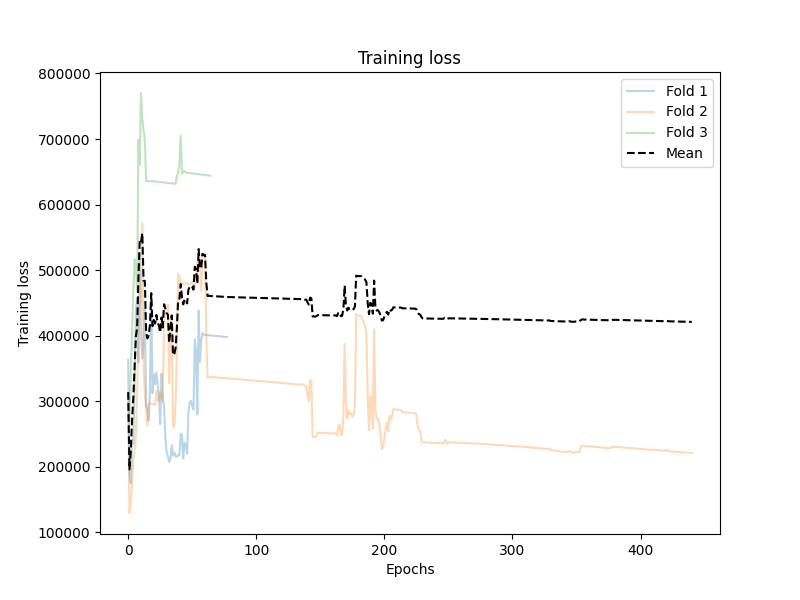 Training loss
800000
700000
600000
500000
400000
300000
200000
100000
Training loss
0
100
200
300
400
Epochs
Fold 1
Fold 2
Fold 3
Mean